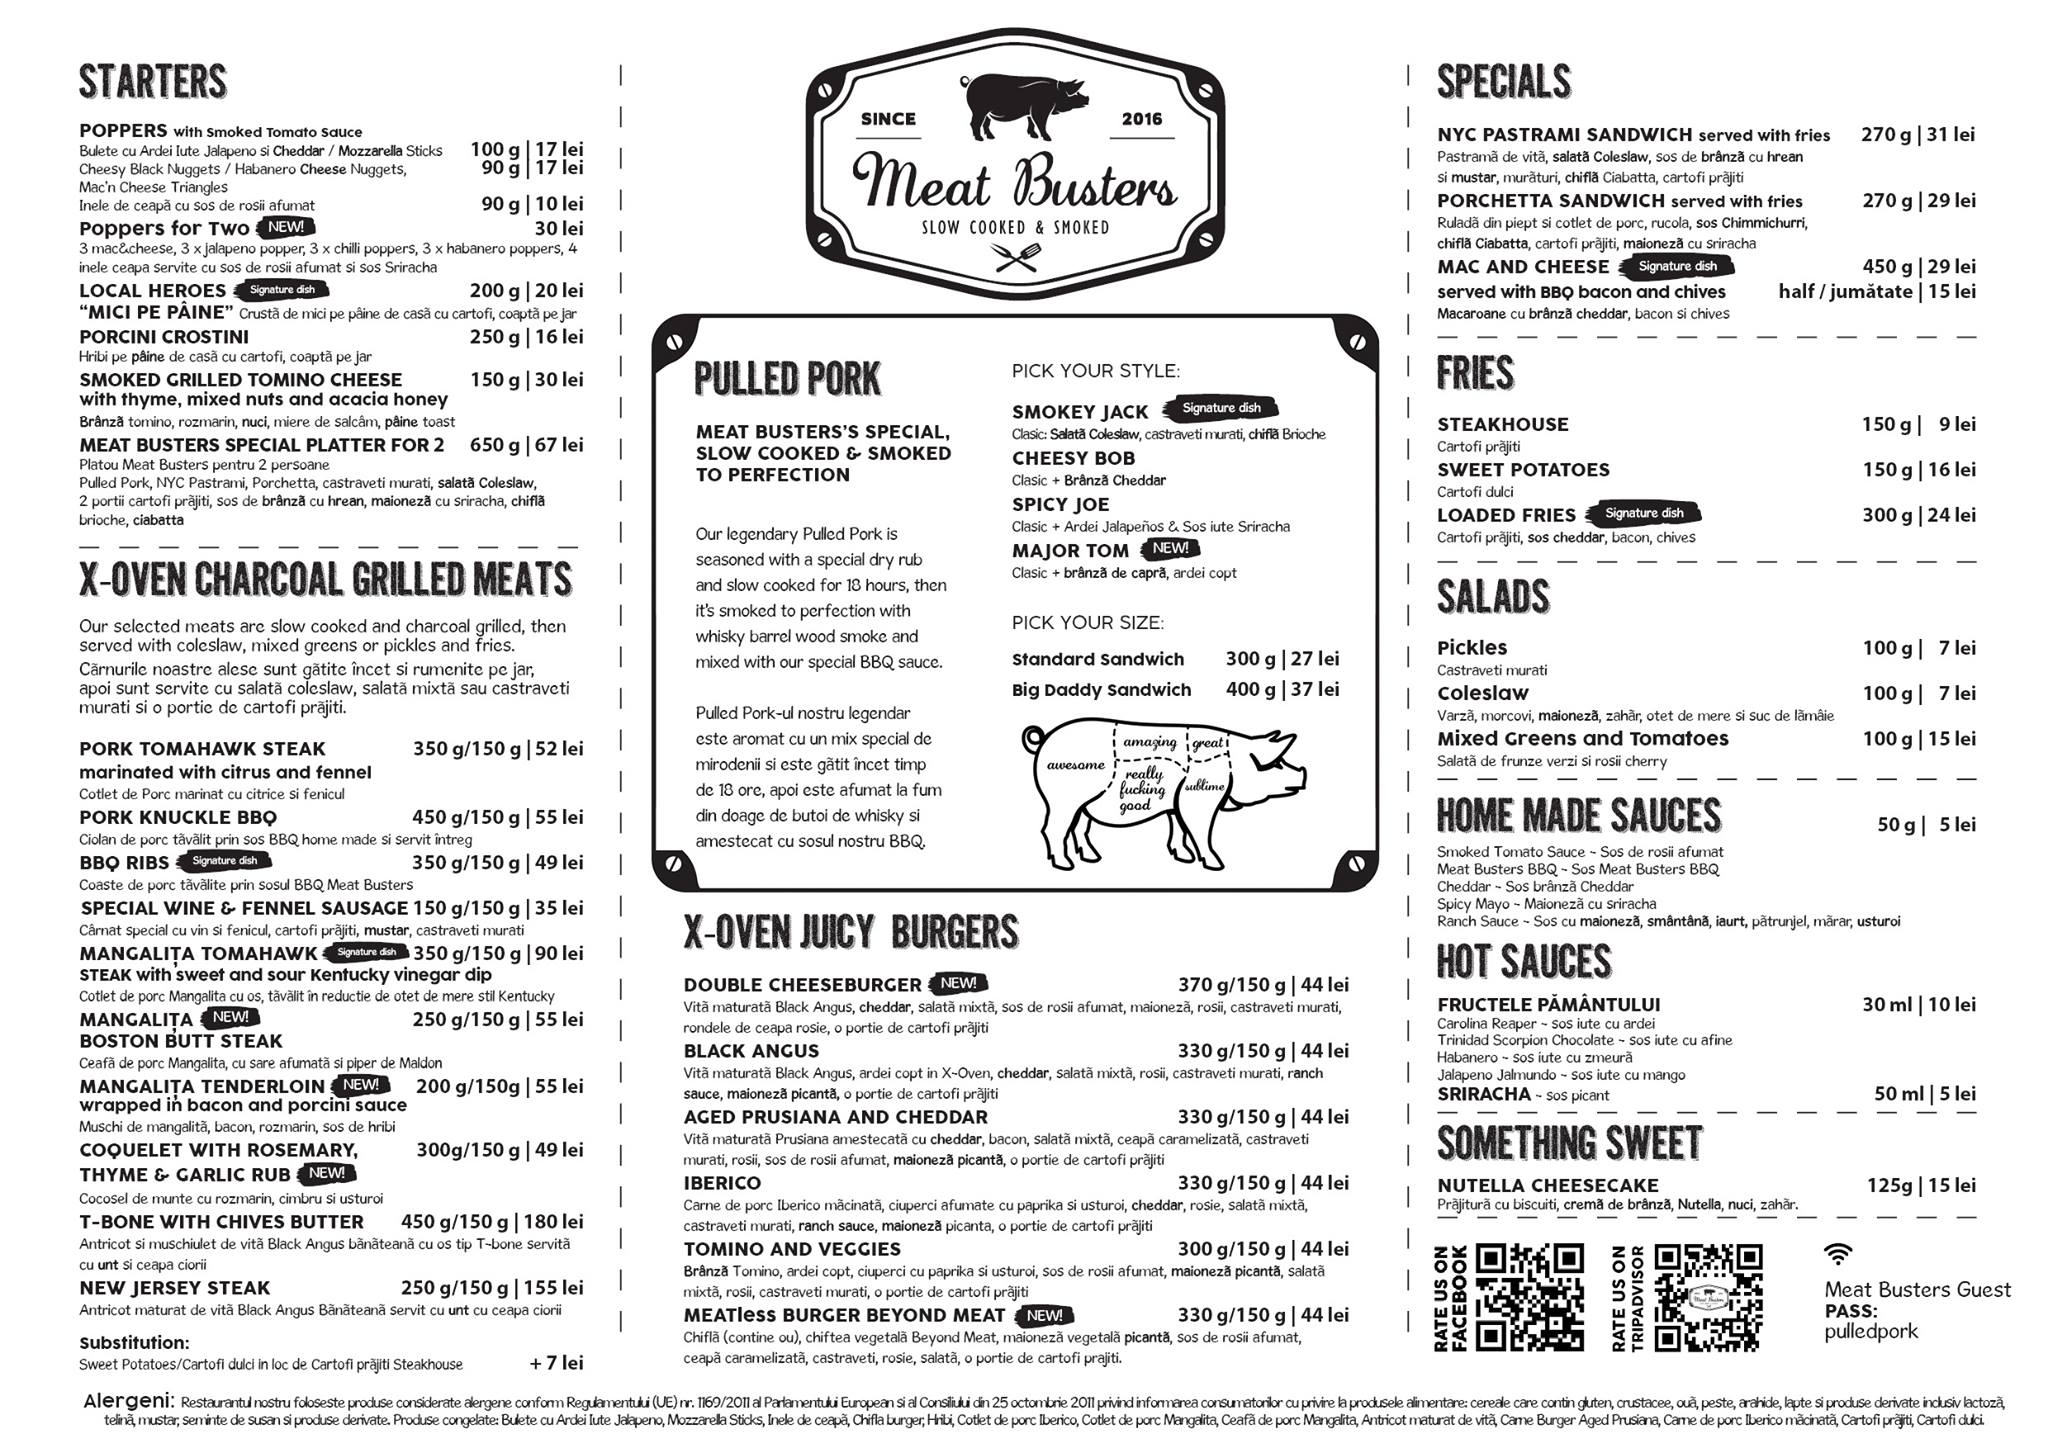 STARTERS
POPPERS with Smoked Tomato Sauce
Bulete cu Ardei Iute Jalapeno si Cheddar / Mozzarella Sticks 100 g | 17 lei
Cheesy Black Nuggets / Habanero Cheese Nuggets, 90 g | 17 lei
Mac'n Cheese Triangles
Inele de ceapă cu sos de rosii afumat 90 g | 10 lei
Poppers for Two NEW! 30 lei
3 mac&cheese, 3 x jalapeno popper, 3 x chilli poppers, 3 x habanero poppers, 4
inele ceapa servite cu sos de rosii afumat si sos Sriracha
LOCAL HEROES Signature dish 200 g | 20 lei
“MICI PE PÂINE” Crustă de mici pe pâine de casă cu cartofi, coaptă pe jar
PORCINI CROSTINI 250 g | 16 lei
Hribi pe pâine de casă cu cartofi, coaptă pe jar
SMOKED GRILLED TOMINO CHEESE 150 g | 30 lei
with thyme, mixed nuts and acacia honey
Brânză tomino, rozmarin, nuci, miere de salcâm, pâine toast
MEAT BUSTERS SPECIAL PLATTER FOR 2 650 g | 67 lei
Platou Meat Busters pentru 2 persoane
Pulled Pork, NYC Pastrami, Porchetta, castraveti murati, salată Coleslaw,
2 portii cartofi prăjiti, sos de brânză cu hrean, maioneză cu sriracha, chiflă
brioche, ciabatta
X-OVEN CHARCOAL GRILLED MEATS
Our selected meats are slow cooked and charcoal grilled, then
served with coleslaw, mixed greens or pickles and fries.
Cărnurile noastre alese sunt gătite încet si rumenite pe jar,
apoi sunt servite cu salată coleslaw, salată mixtă sau castraveti
murati si o portie de cartofi prăjiti.
PORK TOMAHAWK STEAK 350 g/150 g | 52 lei
marinated with citrus and fennel
Cotlet de Porc marinat cu citrice si fenicul
PORK KNUCKLE BBQ 450 g/150 g | 55 lei
Ciolan de porc tăvălit prin sos BBQ home made si servit întreg
BBQ RIBS Signature dish 350 g/150 g | 49 lei
Coaste de porc tăvălite prin sosul BBQ Meat Busters
SPECIAL WINE & FENNEL SAUSAGE 150 g/150 g | 35 lei
Cârnat special cu vin si fenicul, cartofi prăjiti, mustar, castraveti murati
MANGALIȚA TOMAHAWK Signature dish 350 g/150 g | 90 lei
STEAK with sweet and sour Kentucky vinegar dip
Cotlet de porc Mangalita cu os, tăvălit în reductie de otet de mere stil Kentucky
MANGALIȚA NEW! 250 g/150 g | 55 lei
BOSTON BUTT STEAK
Ceafă de porc Mangalita, cu sare afumată si piper de Maldon
MANGALIȚA TENDERLOIN NEW! 200 g/150g | 55 lei
wrapped in bacon and porcini sauce
Muschi de mangalită, bacon, rozmarin, sos de hribi
COQUELET WITH ROSEMARY, 300g/150 g | 49 lei
THYME & GARLIC RUB NEW!
Cocosel de munte cu rozmarin, cimbru si usturoi
T-BONE WITH CHIVES BUTTER 450 g/150 g | 180 lei
Antricot si muschiulet de vită Black Angus bănăteană cu os tip T-bone servită
cu unt si ceapa ciorii
NEW JERSEY STEAK 250 g/150 g | 155 lei
Antricot maturat de vită Black Angus Bănăteană servit cu unt cu ceapa ciorii
Substitution:
Sweet Potatoes/Cartofi dulci in loc de Cartofi prăjiti Steakhouse + 7 lei
SINCE 2016
Meat Busters
SLOW COOKED & SMOKED
PULLED PORK
MEAT BUSTERS'S SPECIAL,
SLOW COOKED & SMOKED
TO PERFECTION
Our legendary Pulled Pork is
seasoned with a special dry rub
and slow cooked for 18 hours, then
it's smoked to perfection with
whisky barrel wood smoke and
mixed with our special BBQ sauce.
Pulled Pork-ul nostru legendar
este aromat cu un mix special de
mirodenii si este gătit încet timp
de 18 ore, apoi este afumat la fum
din doage de butoi de whisky si
amestecat cu sosul nostru BBQ.
PICK YOUR STYLE:
SMOKEY JACK Signature dish
Clasic: Salată Coleslaw, castraveti murati, chiflă Brioche
CHEESY BOB
Clasic + Brânză Cheddar
SPICY JOE
Clasic + Ardei Jalapeños & Sos iute Sriracha
MAJOR TOM NEW!
Clasic + brânză de capră, ardei copt
PICK YOUR SIZE:
Standard Sandwich 300 g | 27 lei
Big Daddy Sandwich 400 g | 37 lei
awesome
amazing
great
really
fucking
good
sublime
X-OVEN JUICY BURGERS
DOUBLE CHEESEBURGER NEW! 370 g/150 g | 44 lei
Vită maturată Black Angus, cheddar, salată mixtă, sos de rosii afumat, maioneză, rosii, castraveti murati,
rondele de ceapa rosie, o portie de cartofi prăjiti
BLACK ANGUS 330 g/150 g | 44 lei
Vită maturată Black Angus, ardei copt in X-Oven, cheddar, salată mixtă, rosii, castraveti murati, ranch
sauce, maioneză picantă, o portie de cartofi prăjiti
AGED PRUSIANA AND CHEDDAR 330 g/150 g | 44 lei
Vită maturată Prusiana amestecată cu cheddar, bacon, salată mixtă, ceapă caramelizată, castraveti
murati, rosii, sos de rosii afumat, maioneză picantă, o portie de cartofi prăjiti
IBERICO 330 g/150 g | 44 lei
Carne de porc Iberico măcinată, ciuperci afumate cu paprika si usturoi, cheddar, rosie, salată mixtă,
castraveti murati, ranch sauce, maioneză picanta, o portie de cartofi prăjiti
TOMINO AND VEGGIES 300 g/150 g | 44 lei
Brânză Tomino, ardei copt, ciuperci cu paprika si usturoi, sos de rosii afumat, maioneză picantă, salată
mixtă, rosii, castraveti murati, o portie de cartofi prăjiti
MEATless BURGER BEYOND MEAT NEW! 330 g/150 g | 44 lei
Chiflă (contine ou), chiftea vegetală Beyond Meat, maioneză vegetală picantă, sos de rosii afumat,
ceapă caramelizată, castraveti, rosie, salată, o portie de cartofi prajiti.
SPECIALS
NYC PASTRAMI SANDWICH served with fries 270 g | 31 lei
Pastramă de vită, salată Coleslaw, sos de brânză cu hrean
si mustar, murături, chiflă Ciabatta, cartofi prăjiti
PORCHETTA SANDWICH served with fries 270 g | 29 lei
Ruladă din piept si cotlet de porc, rucola, sos Chimmichurri,
chiflă Ciabatta, cartofi prăjiti, maioneză cu sriracha
MAC AND CHEESE Signature dish 450 g | 29 lei
served with BBQ bacon and chives half / jumătate | 15 lei
Macaroane cu brânză cheddar, bacon si chives
FRIES
STEAKHOUSE 150 g | 9 lei
Cartofi prăjiti
SWEET POTATOES 150 g | 16 lei
Cartofi dulci
LOADED FRIES Signature dish 300 g | 24 lei
Cartofi prăjiti, sos cheddar, bacon, chives
SALADS
Pickles 100 g | 7 lei
Castraveti murati
Coleslaw 100 g | 7 lei
Varză, morcovi, maioneză, zahăr, otet de mere si suc de lămâie
Mixed Greens and Tomatoes 100 g | 15 lei
Salată de frunze verzi si rosii cherry
HOME MADE SAUCES 50 g | 5 lei
Smoked Tomato Sauce - Sos de rosii afumat
Meat Busters BBQ - Sos Meat Busters BBQ
Cheddar - Sos brânză Cheddar
Spicy Mayo - Maioneză cu sriracha
Ranch Sauce - Sos cu maioneză, smântână, iaurt, pătrunjel, mărar, usturoi
HOT SAUCES
FRUCTELE PĂMÂNTULUI 30 ml | 10 lei
Carolina Reaper - sos iute cu ardei
Trinidad Scorpion Chocolate - sos iute cu afine
Habanero - sos iute cu zmeură
Jalapeno Jalmundo - sos iute cu mango
SRIRACHA - sos picant 50 ml | 5 lei
SOMETHING SWEET
NUTELLA CHEESECAKE 125g | 15 lei
Prăjitură cu biscuiti, cremă de brânză, Nutella, nuci, zahăr.
RATE US ON
FACEBOOK
RATE US ON
TRIPADVISOR
Meat Busters
Meat Busters Guest
PASS:
pulledpork
Alergeni: Restaurantul nostru foloseste produse considerate alergene conform Regulamentului (UE) nr. 1169/2011 al Parlamentului European si al Consiliului din 25 octombrie 2011 privind informarea consumatorilor cu privire la produsele alimentare: cereale care contin gluten, crustacee, ouă, peste, arahide, lapte si produse derivate inclusiv lactoză,
telină, mustar, seminte de susan si produse derivate. Produse congelate: Bulete cu Ardei Iute Jalapeno, Mozzarella Sticks, Inele de ceapă, Chifla burger, Hribi, Cotlet de porc Iberico, Cotlet de porc Mangalita, Ceafă de porc Mangalita, Antricot maturat de vită, Carne Burger Aged Prusiana, Carne de porc Iberico măcinată, Cartofi prăjiti, Cartofi dulci.